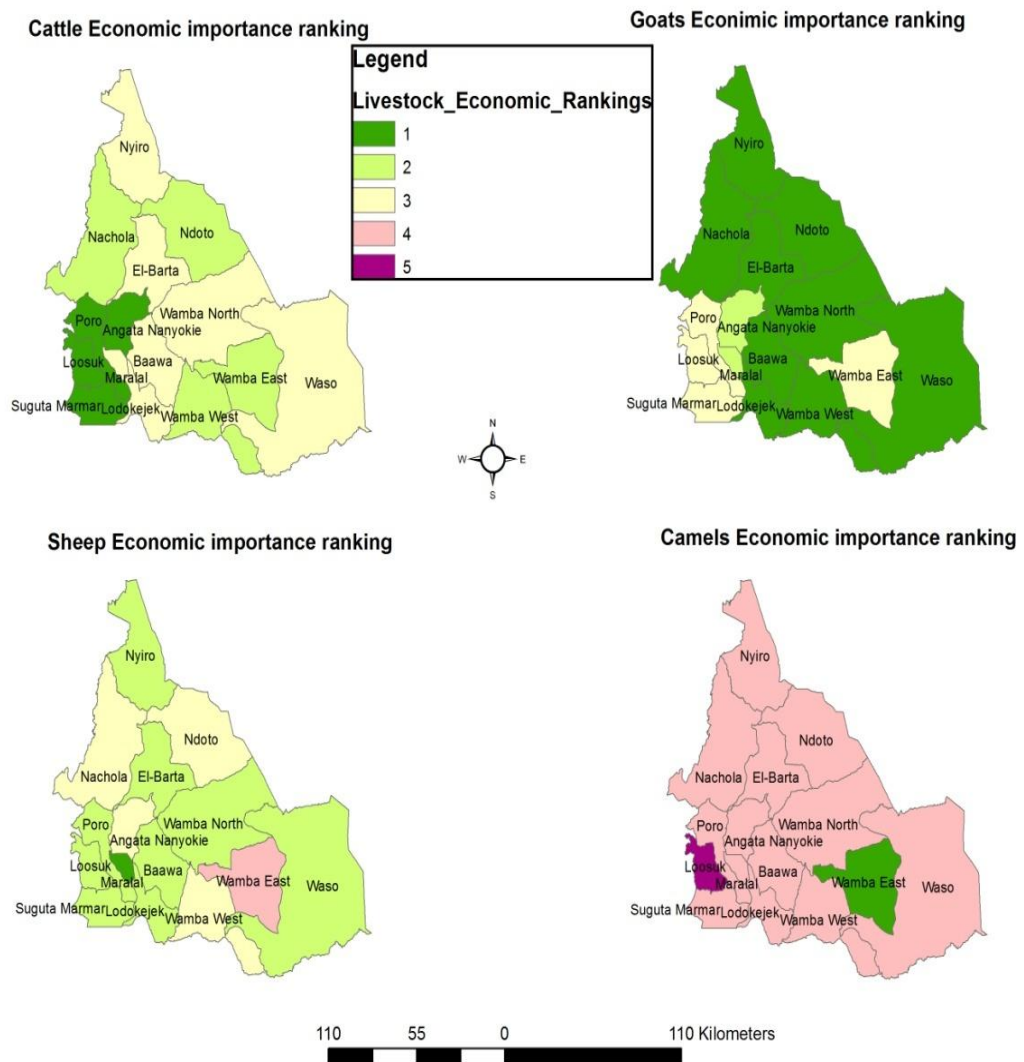 Cattle Economic importance ranking
Nyiro
Nachola
Ndoto
El-Barta
Poro
Wamba North
Angata Nanyokie
Loosuk
Baawa
Maralal
Wamba East
Waso
Suguta Marmar
Lodokejek
Wamba West
Legend
Livestock_Economic_Rankings
1
2
3
4
5
Goats Econimic importance ranking
Nyiro
Nachola
Ndoto
El-Barta
Poro
Wamba North
Angata Nanyokie
Loosuk
Baawa
Maralal
Wamba East
Waso
Suguta Marmar
Lodokejek
Wamba West
N
W
E
S
Sheep Economic importance ranking
Nyiro
Ndoto
Nachola
El-Barta
Poro
Wamba North
Angata Nanyokie
Loosuk
Baawa
Maralal
Wamba East
Waso
Suguta Marmar
Lodokejek
Wamba West
Camels Economic importance ranking
Nyiro
Ndoto
Nachola
El-Barta
Poro
Wamba North
Angata Nanyokie
Loosuk
Baawa
Maralal
Wamba East
Waso
Suguta Marmar
Lodokejek
Wamba West
110 55 0 110 Kilometers